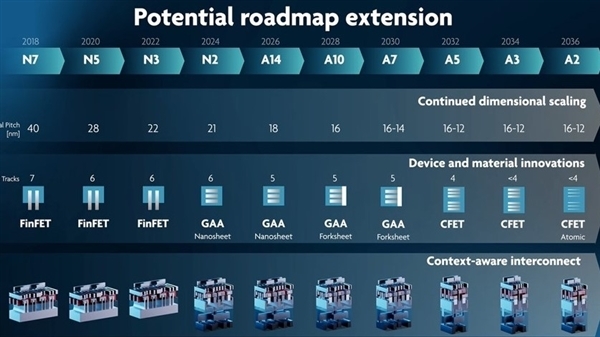 Potential roadmap extension
2018 2020 2022 2024 2026 2028 2030 2032 2034 2036
N7 N5 N3 N2 A14 A10 A7 A5 A3 A2
Continued dimensional scaling
al Pitch
[nm]
40 28 22 21 18 16 16-14 16-12 16-12 16-12
Device and material innovations
Tracks 7 6 6 6 5 5 5 4 <4 <4
FinFET FinFET FinFET GAA GAA GAA GAA CFET CFET CFET
Nanosheet Nanosheet Forksheet Forksheet Atomic
Context-aware interconnect